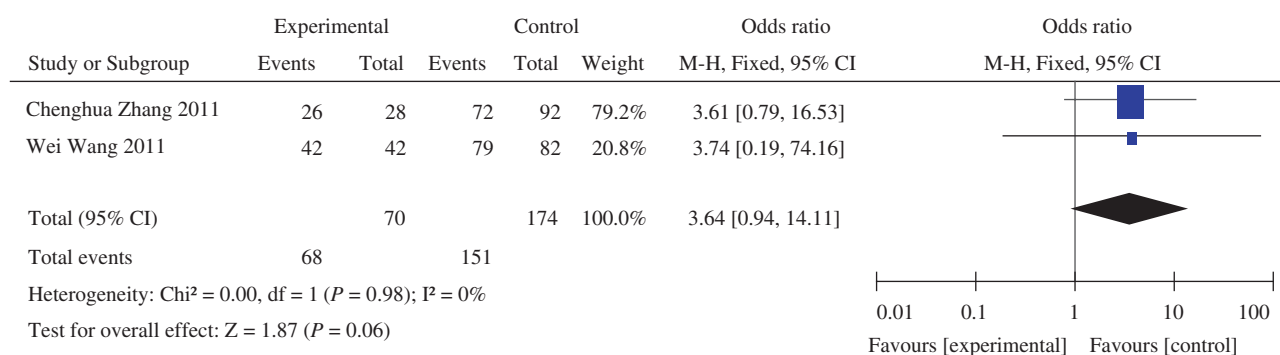 Experimental Control Odds ratio Odds ratio
Study or Subgroup Events Total Events Total Weight M-H, Fixed, 95% CI M-H, Fixed, 95% CI
Chenghua Zhang 2011 26 28 72 92 79.2% 3.61 [0.79, 16.53]
Wei Wang 2011 42 42 79 82 20.8% 3.74 [0.19, 74.16]
Total (95% CI) 70 174 100.0% 3.64 [0.94, 14.11]
Total events 68 151
Heterogeneity: Chi² = 0.00, df = 1 (P = 0.98); I² = 0%
Test for overall effect: Z = 1.87 (P = 0.06)
0.01 0.1 1 10 100
Favours [experimental] Favours [control]